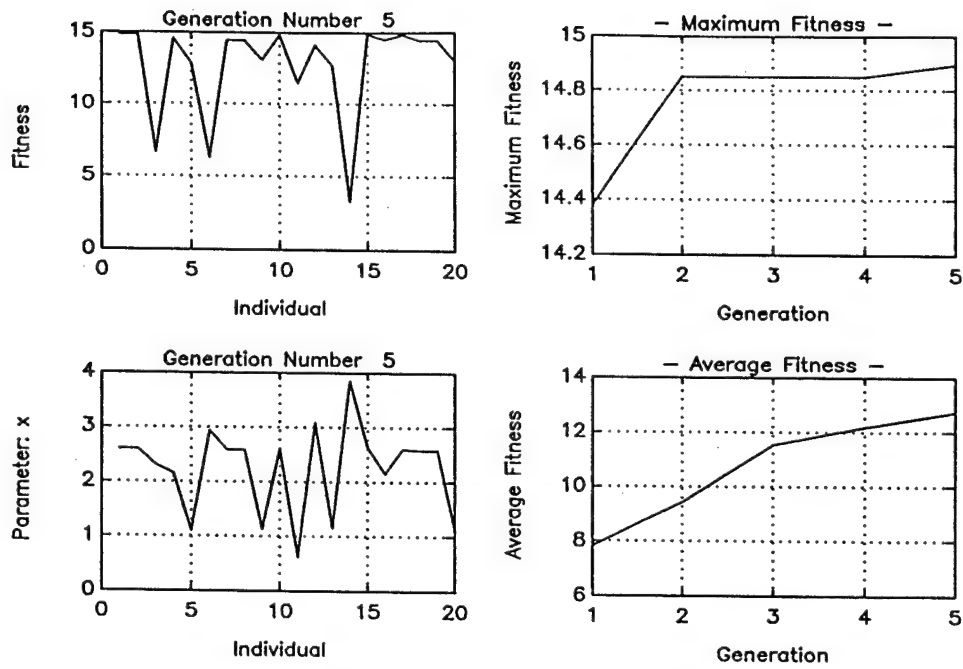 Generation Number 5
15
10
5
0
Fitness
0 5 10 15 20
Individual
— Maximum Fitness —
15
14.8
14.6
14.4
14.2
Maximum Fitness
1 2 3 4 5
Generation
Generation Number 5
4
3
2
1
0
Parameter: x
0 5 10 15 20
Individual
— Average Fitness —
14
12
10
8
6
Average Fitness
1 2 3 4 5
Generation